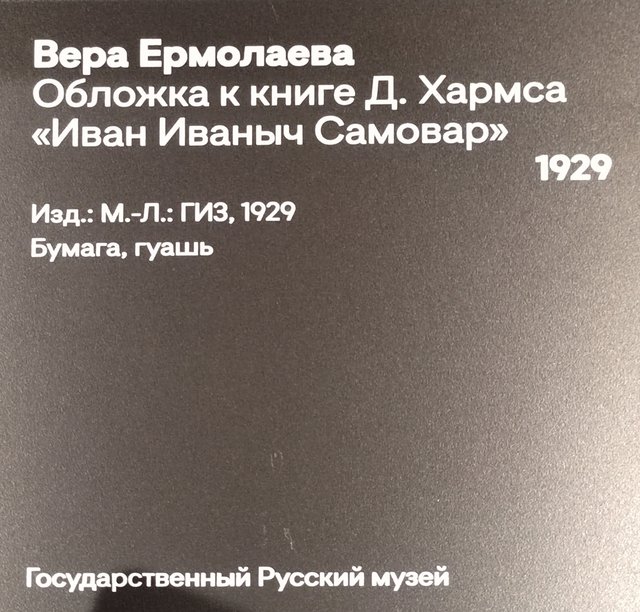 Вера Ермолаева
Обложка к книге Д. Хармса
«Иван Иваныч Самовар»
1929
Изд.: М.-Л.: ГИЗ, 1929
Бумага, гуашь
Государственный Русский музей